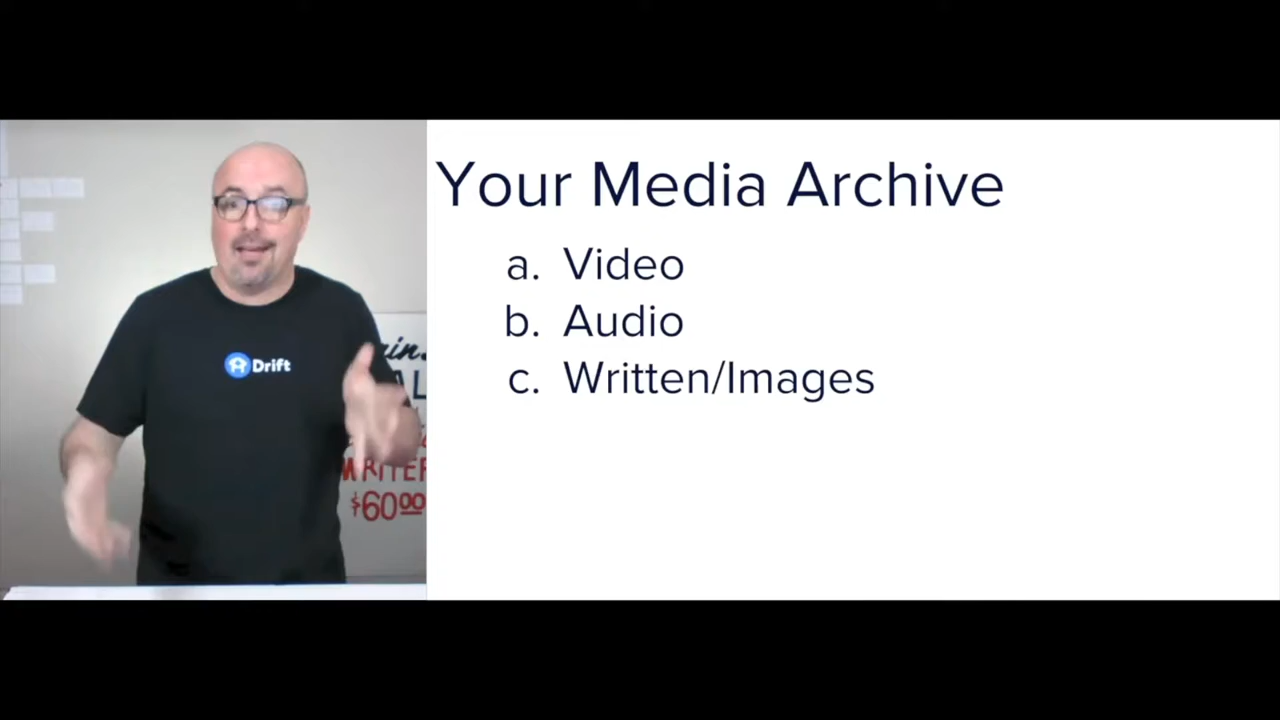 Your Media Archive
a. Video
b. Audio
c. Written/Images
Drift
$6000